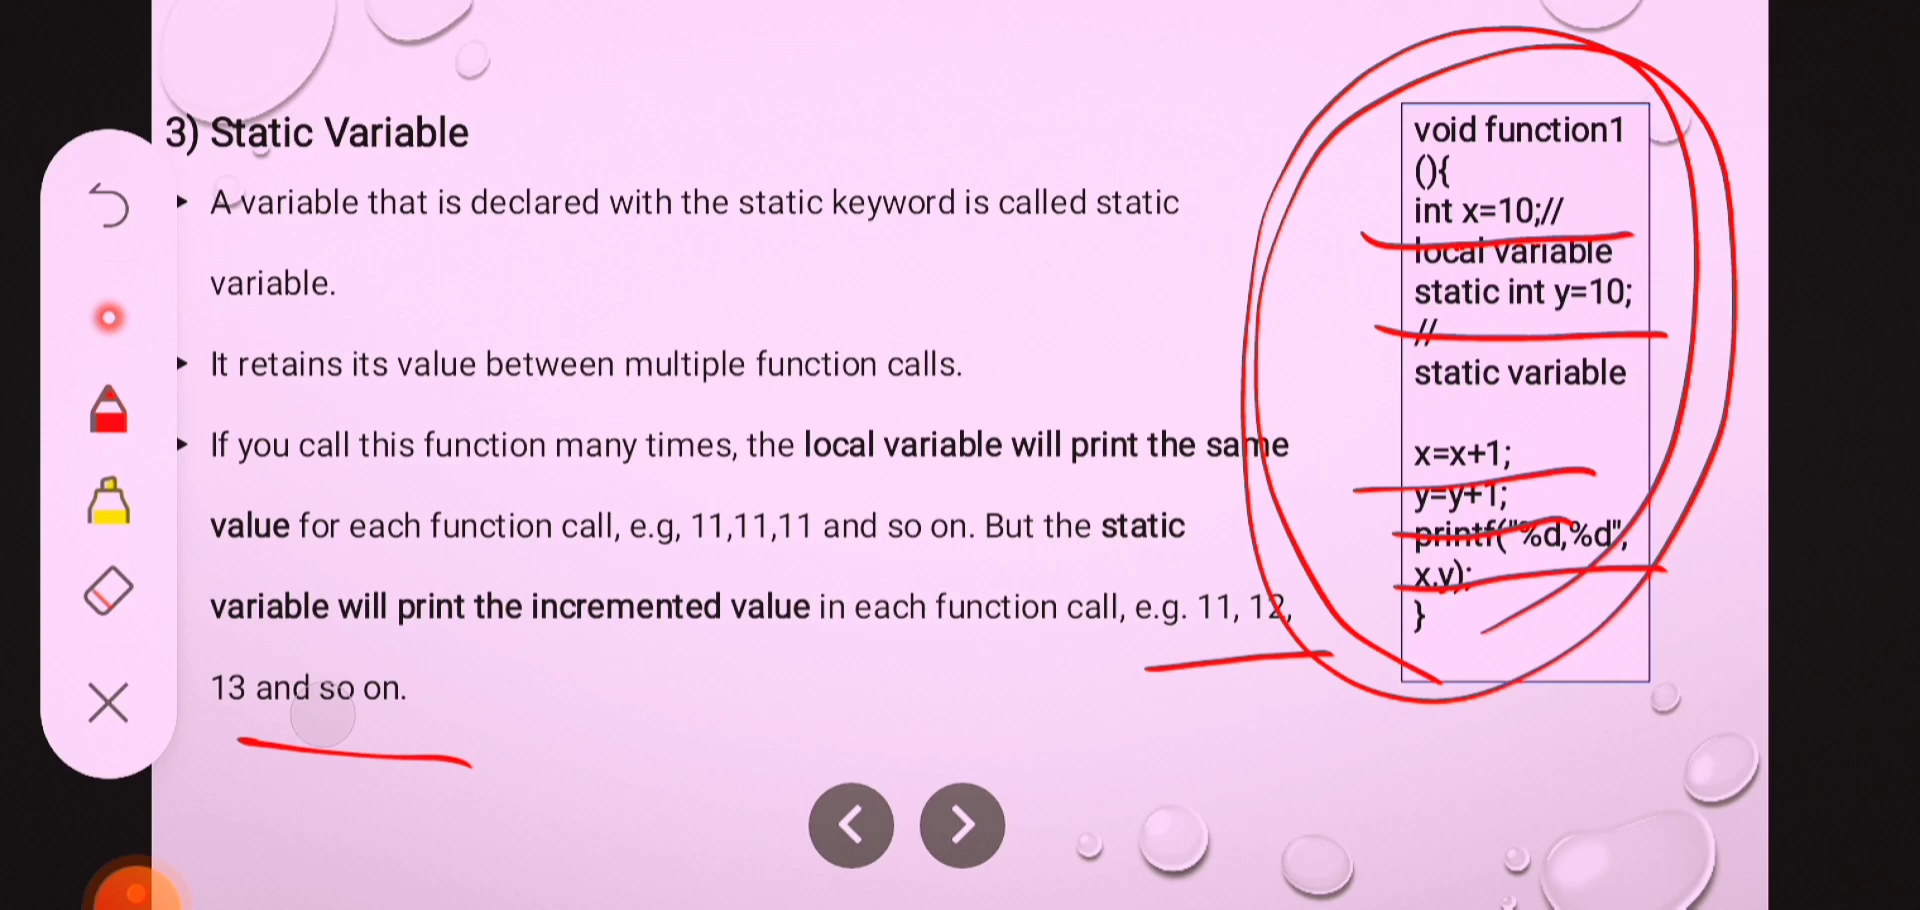 3) Static Variable
A variable that is declared with the static keyword is called static
variable.
It retains its value between multiple function calls.
If you call this function many times, the local variable will print the same
value for each function call, e.g, 11,11,11 and so on. But the static
variable will print the incremented value in each function call, e.g. 11, 12,
13 and so on.
void function1
(){
int x=10;//
local variable
static int y=10;
//
static variable
x=x+1;
y=y+1;
printf("%d,%d",
x,y);
}